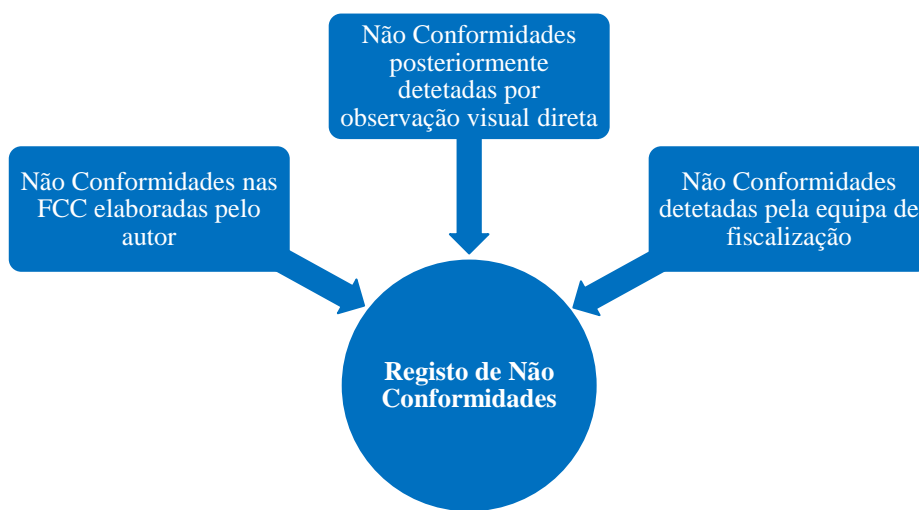 Não Conformidades
posteriormente
detetadas por
observação visual direta
Não Conformidades nas
FCC elaboradas pelo
autor
Não Conformidades
detetadas pela equipa de
fiscalização
Registo de Não
Conformidades